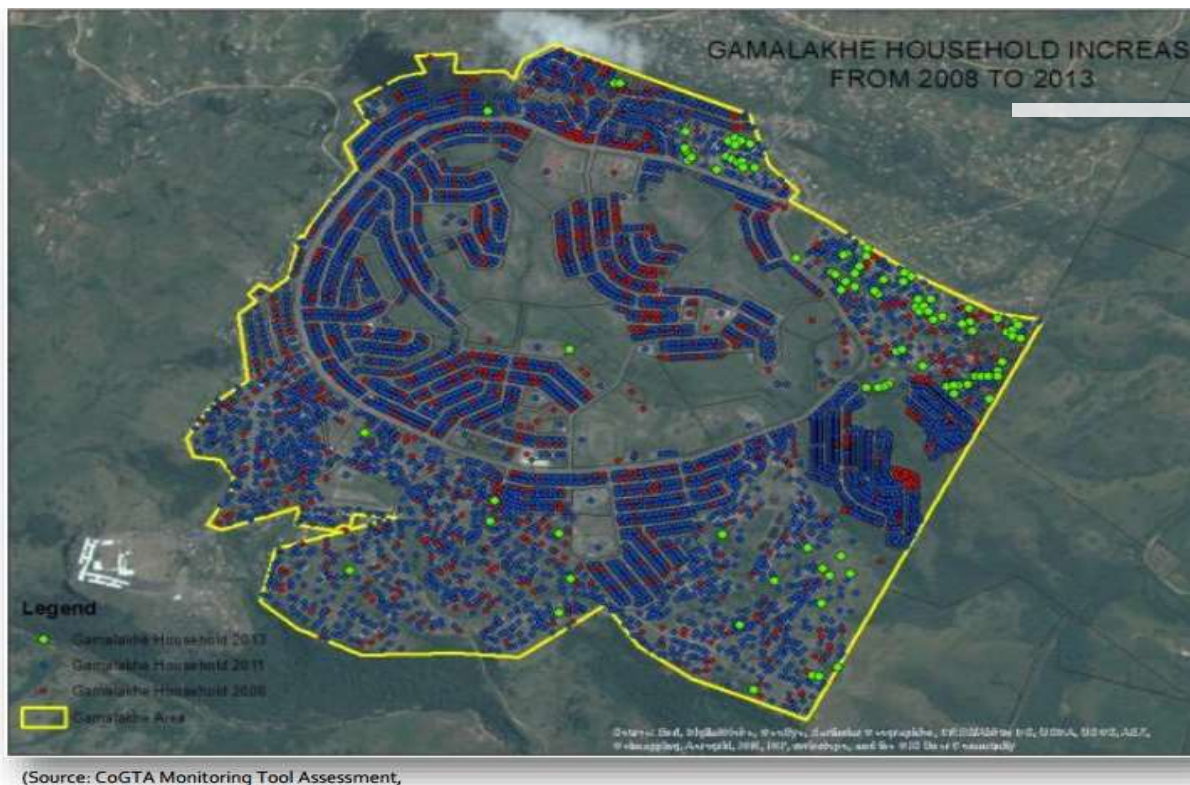 GAMALAKHE HOUSEHOLD INCREAS
FROM 2008 TO 2013
Legend
Gamalakhe Household 2013
Gamalakhe Household 2011
Gamalakhe Household 2008
Gamalakhe Area
(Source: CoGTA Monitoring Tool Assessment,